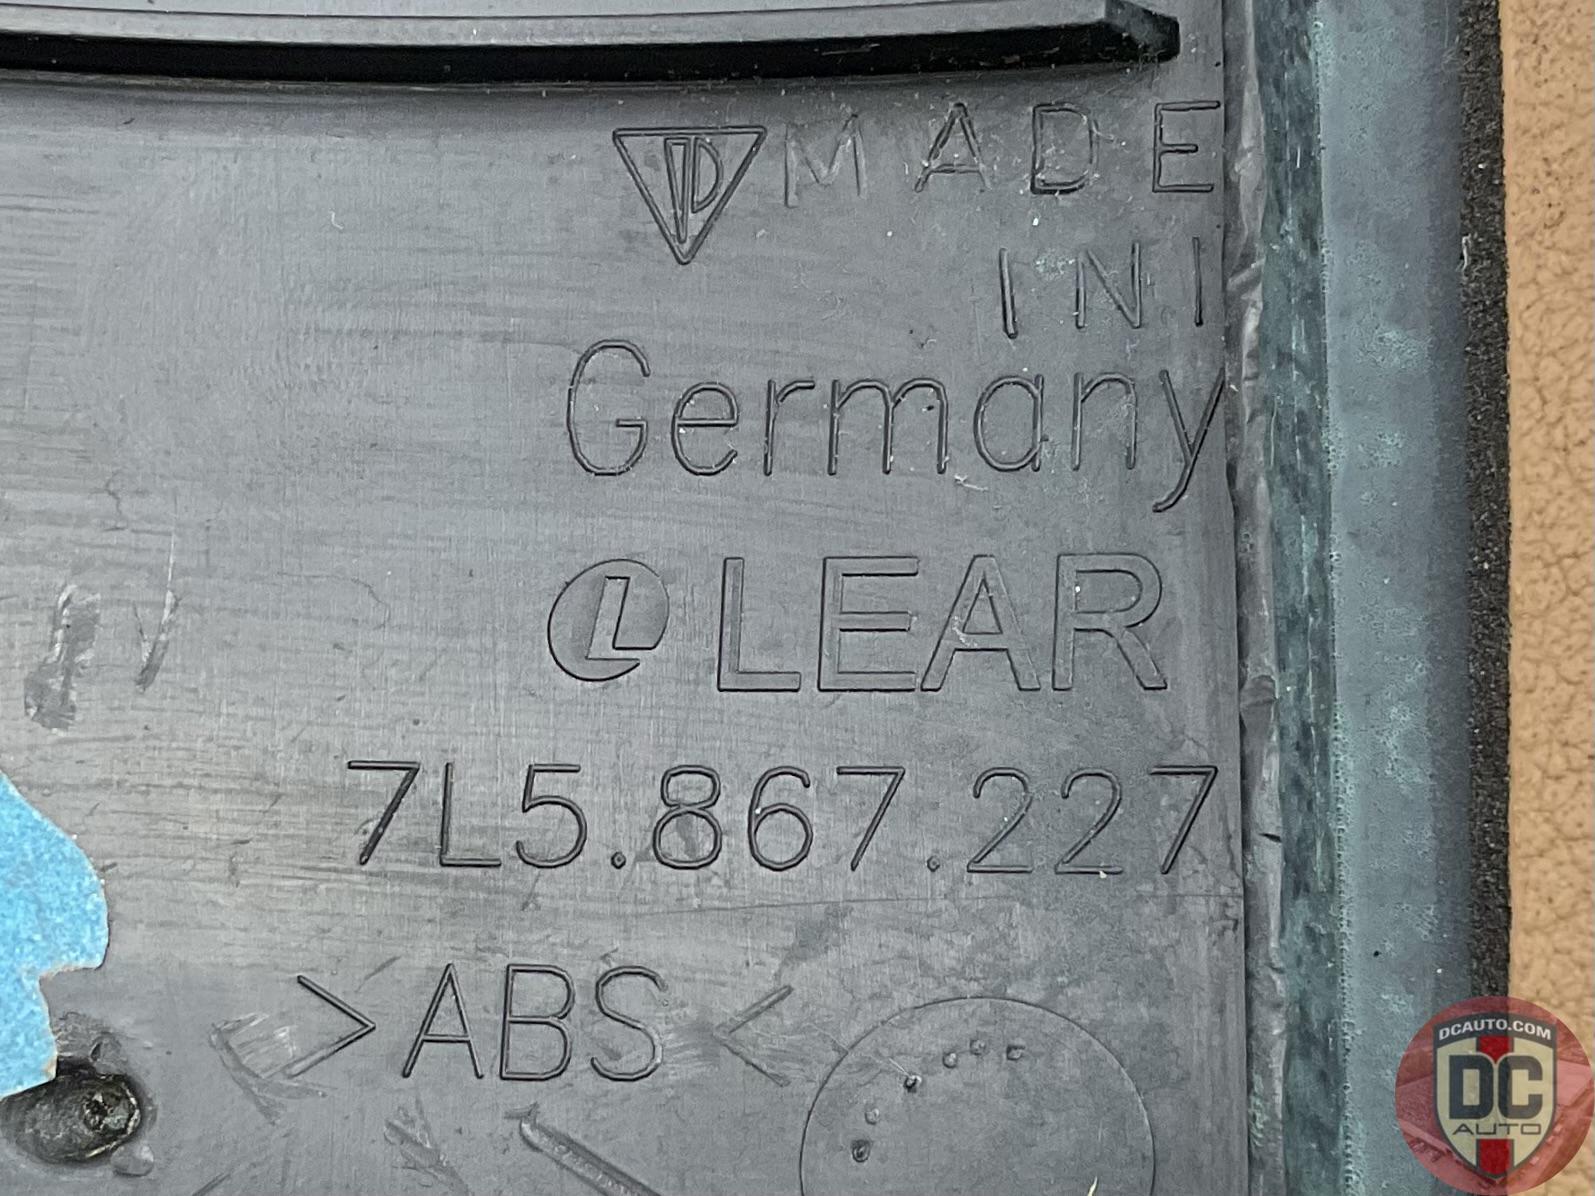 MADE
IN
Germany
L LEAR
7L5.867.227
>ABS<
DCAUTO.COM
DC
AUTO